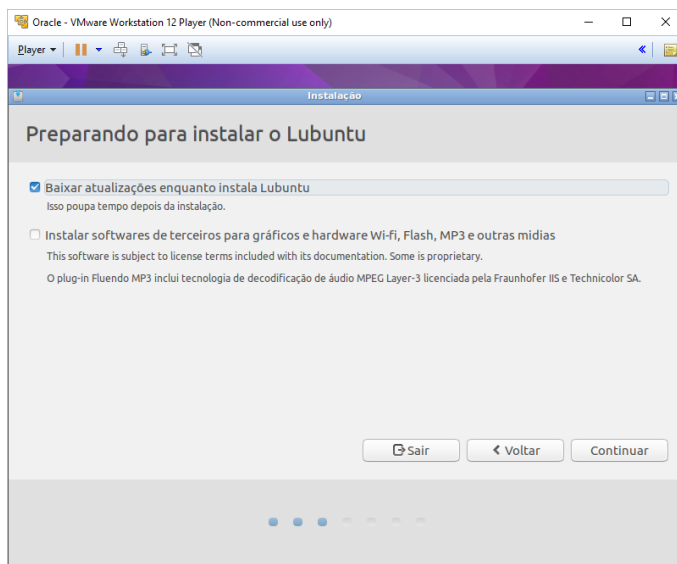 Oracle - VMware Workstation 12 Player (Non-commercial use only)
Player
Instalação
Preparando para instalar o Lubuntu
Baixar atualizações enquanto instala Lubuntu
Isso poupa tempo depois da instalação.
Instalar softwares de terceiros para gráficos e hardware Wi-fi, Flash, MP3 e outras midias
This software is subject to license terms included with its documentation. Some is proprietary.
O plug-in Fluendo MP3 inclui tecnologia de decodificação de áudio MPEG Layer-3 licenciada pela Fraunhofer IIS e Technicolor SA.
Sair Voltar Continuar